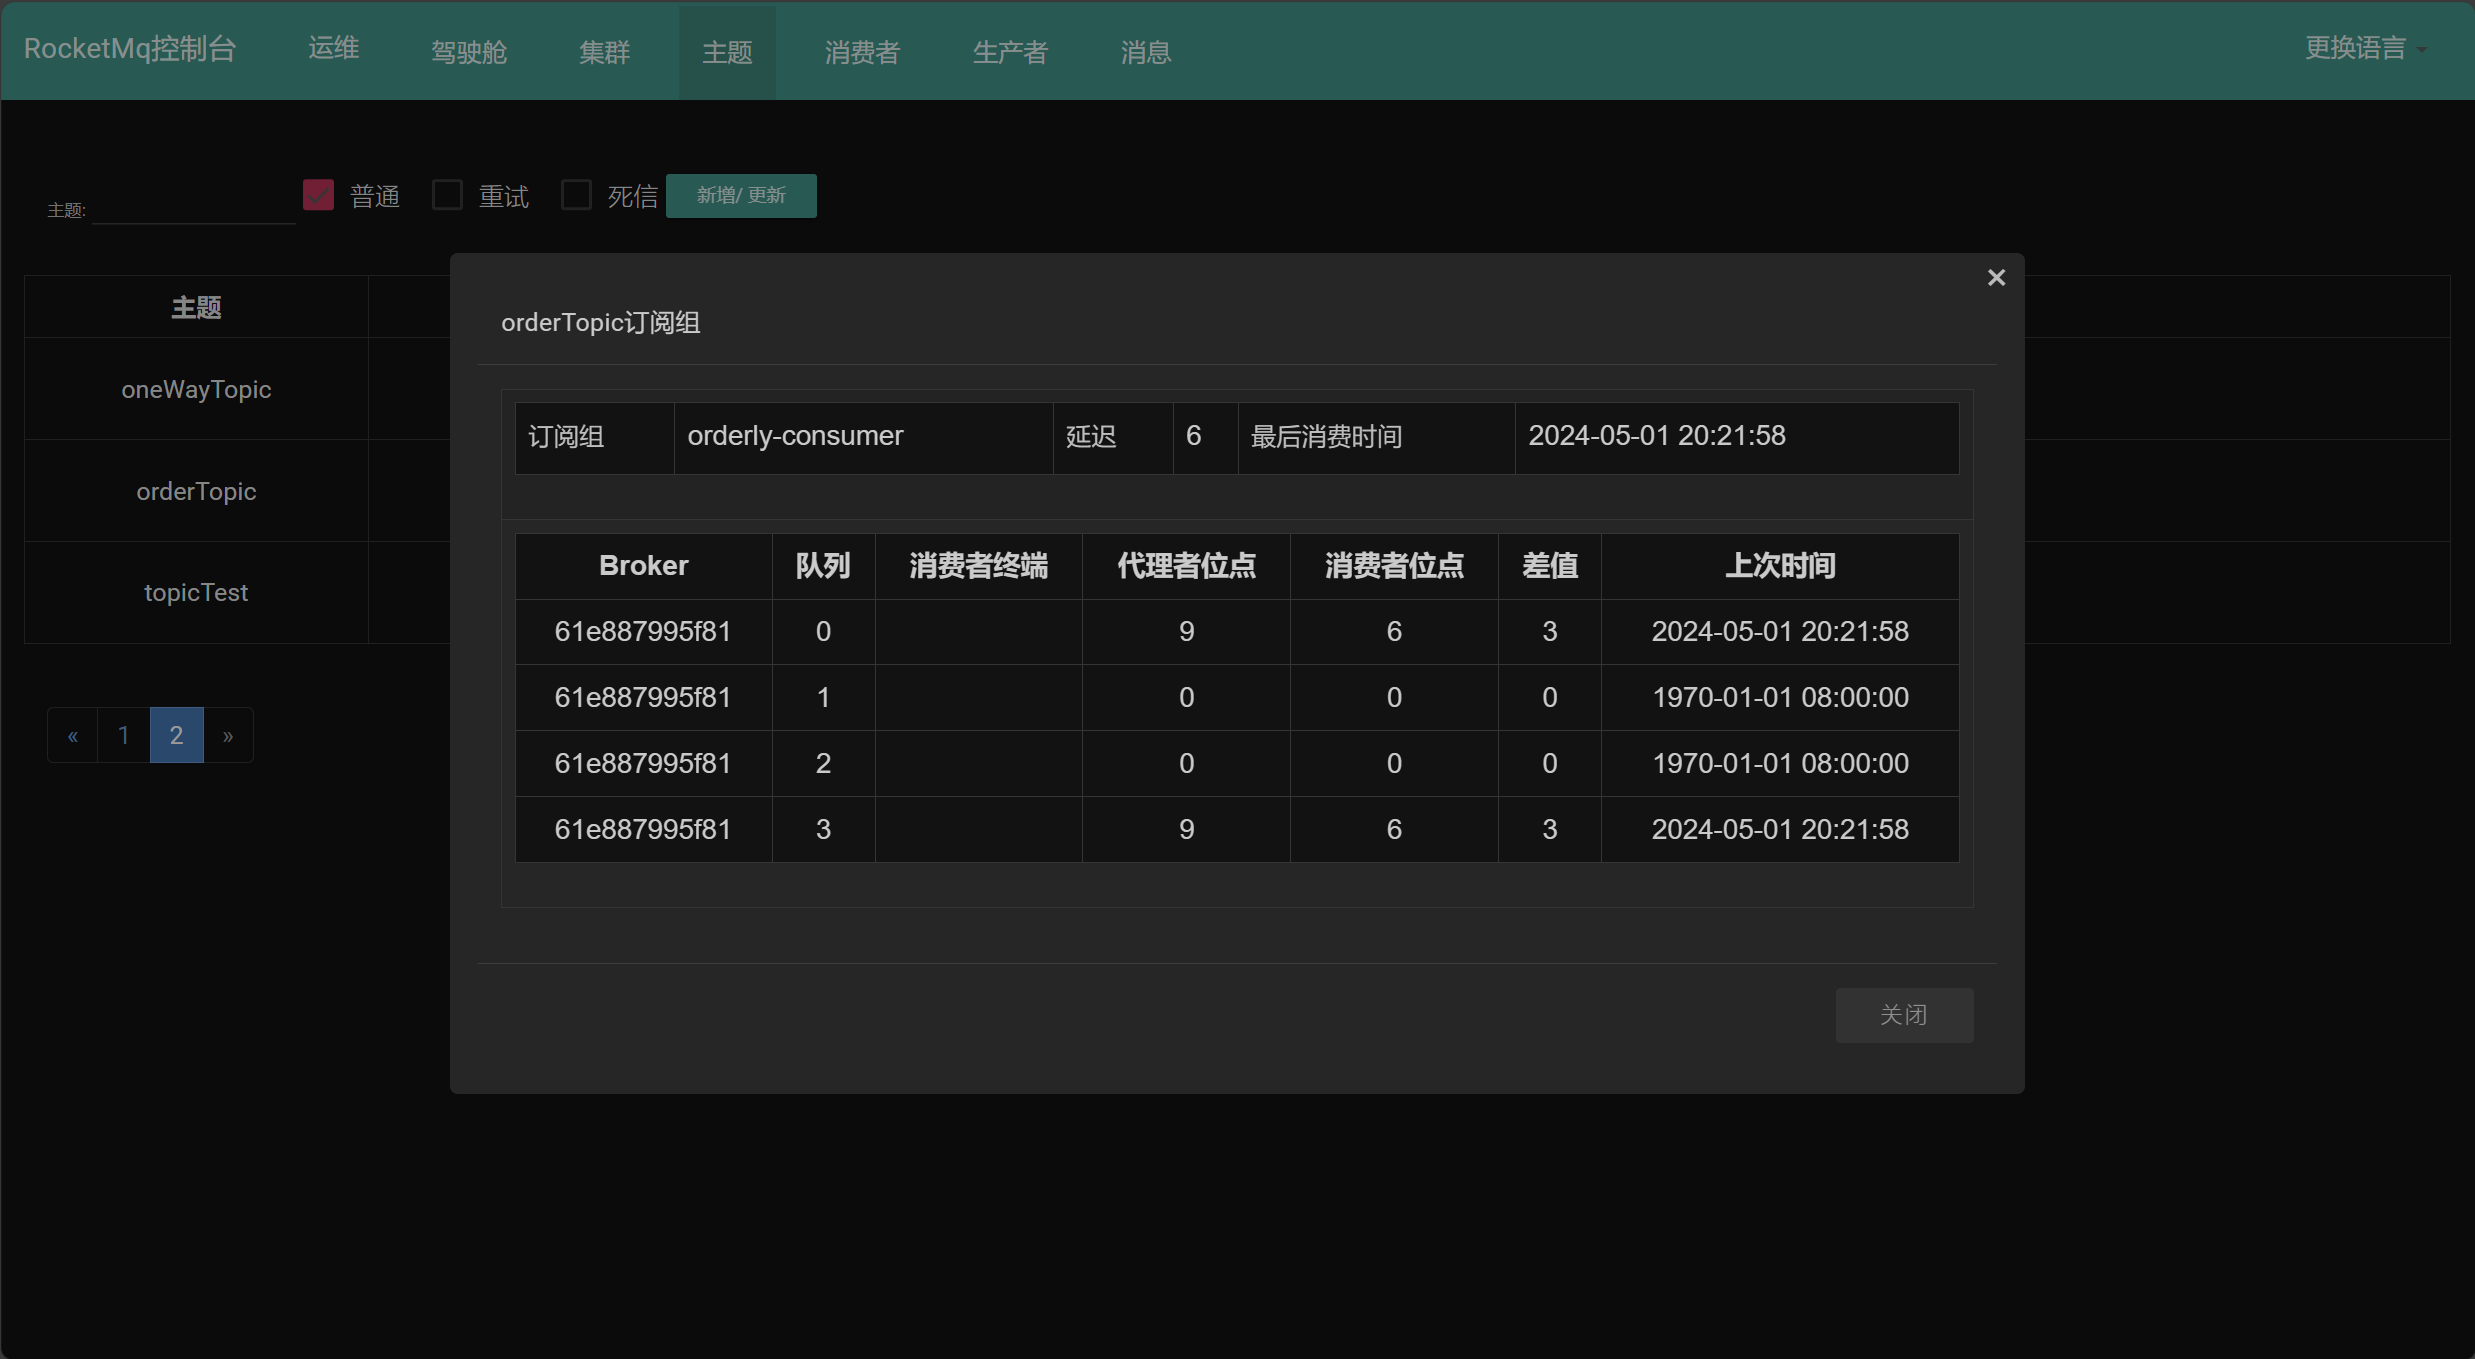 RocketMq控制台 运维 驾驶舱 集群 主题 消费者 生产者 消息 更换语言
主题: 普通 重试 死信 新增/ 更新
主题
oneWayTopic
orderTopic
topicTest
« 1 2 »
×
orderTopic订阅组
订阅组 orderly-consumer 延迟 6 最后消费时间 2024-05-01 20:21:58
Broker 队列 消费者终端 代理者位点 消费者位点 差值 上次时间
61e887995f81 0 9 6 3 2024-05-01 20:21:58
61e887995f81 1 0 0 0 1970-01-01 08:00:00
61e887995f81 2 0 0 0 1970-01-01 08:00:00
61e887995f81 3 9 6 3 2024-05-01 20:21:58
关闭